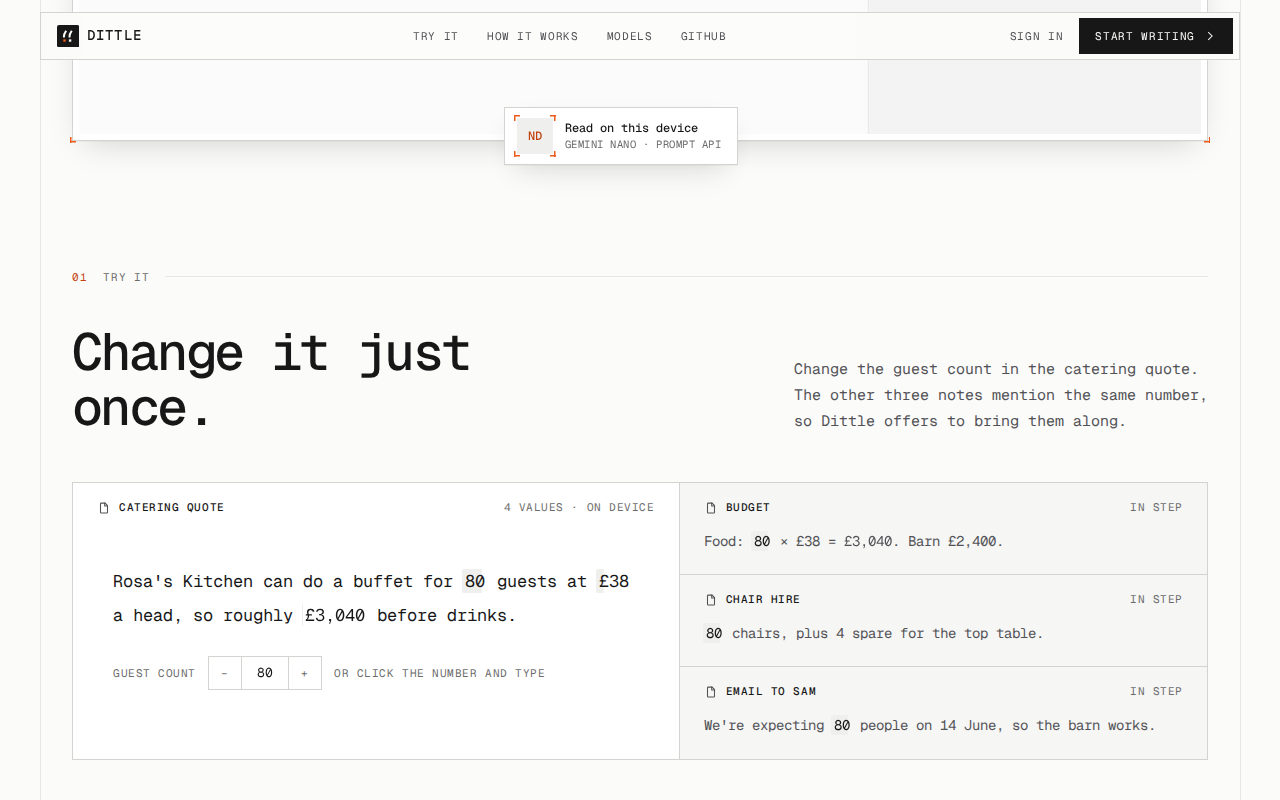 DITTLE
TRY IT
HOW IT WORKS
MODELS
GITHUB
SIGN IN
START WRITING
ND
Read on this device
GEMINI NANO · PROMPT API
01 TRY IT
Change it just
once.
Change the guest count in the catering quote.
The other three notes mention the same number,
so Dittle offers to bring them along.
CATERING QUOTE
4 VALUES · ON DEVICE
Rosa's Kitchen can do a buffet for 80 guests at £38
a head, so roughly £3,040 before drinks.
GUEST COUNT − 80 + OR CLICK THE NUMBER AND TYPE
BUDGET
IN STEP
Food: 80 × £38 = £3,040. Barn £2,400.
CHAIR HIRE
IN STEP
80 chairs, plus 4 spare for the top table.
EMAIL TO SAM
IN STEP
We're expecting 80 people on 14 June, so the barn works.